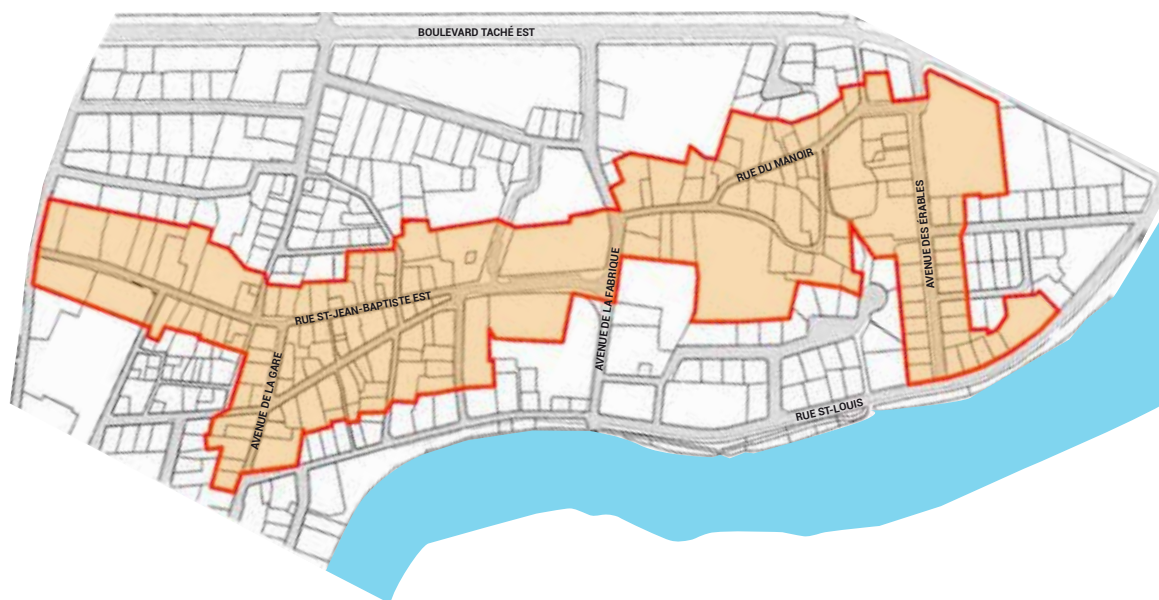 BOULEVARD TACHÉ EST
RUE DU MANOIR
AVENUE DES ÉRABLES
RUE ST-JEAN-BAPTISTE EST
AVENUE DE LA FABRIQUE
AVENUE DE LA GARE
RUE ST-LOUIS